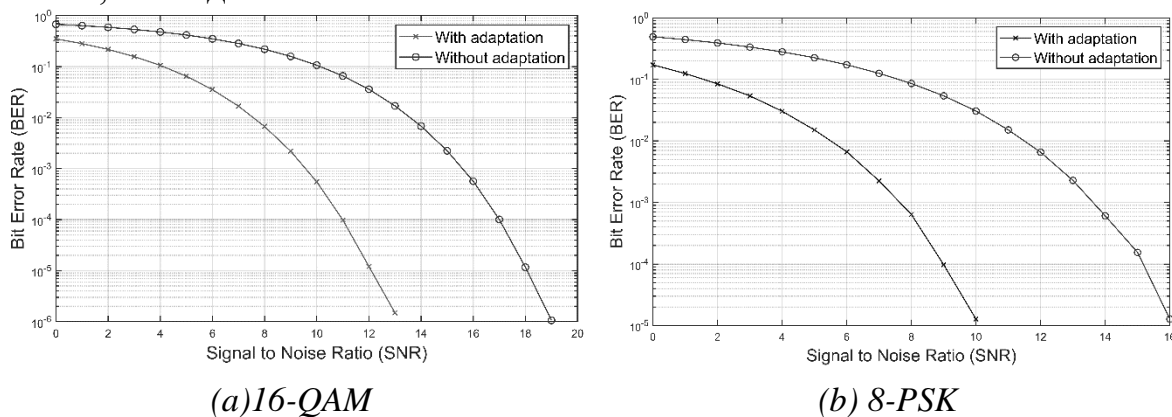 With adaptation
Without adaptation
10^0
10^-1
10^-2
10^-3
10^-4
10^-5
10^-6
Bit Error Rate (BER)
0 2 4 6 8 10 12 14 16 18 20
Signal to Noise Ratio (SNR)
(a)16-QAM
With adaptation
Without adaptation
10^0
10^-1
10^-2
10^-3
10^-4
10^-5
Bit Error Rate (BER)
0 2 4 6 8 10 12 14 16
Signal to Noise Ratio (SNR)
(b) 8-PSK